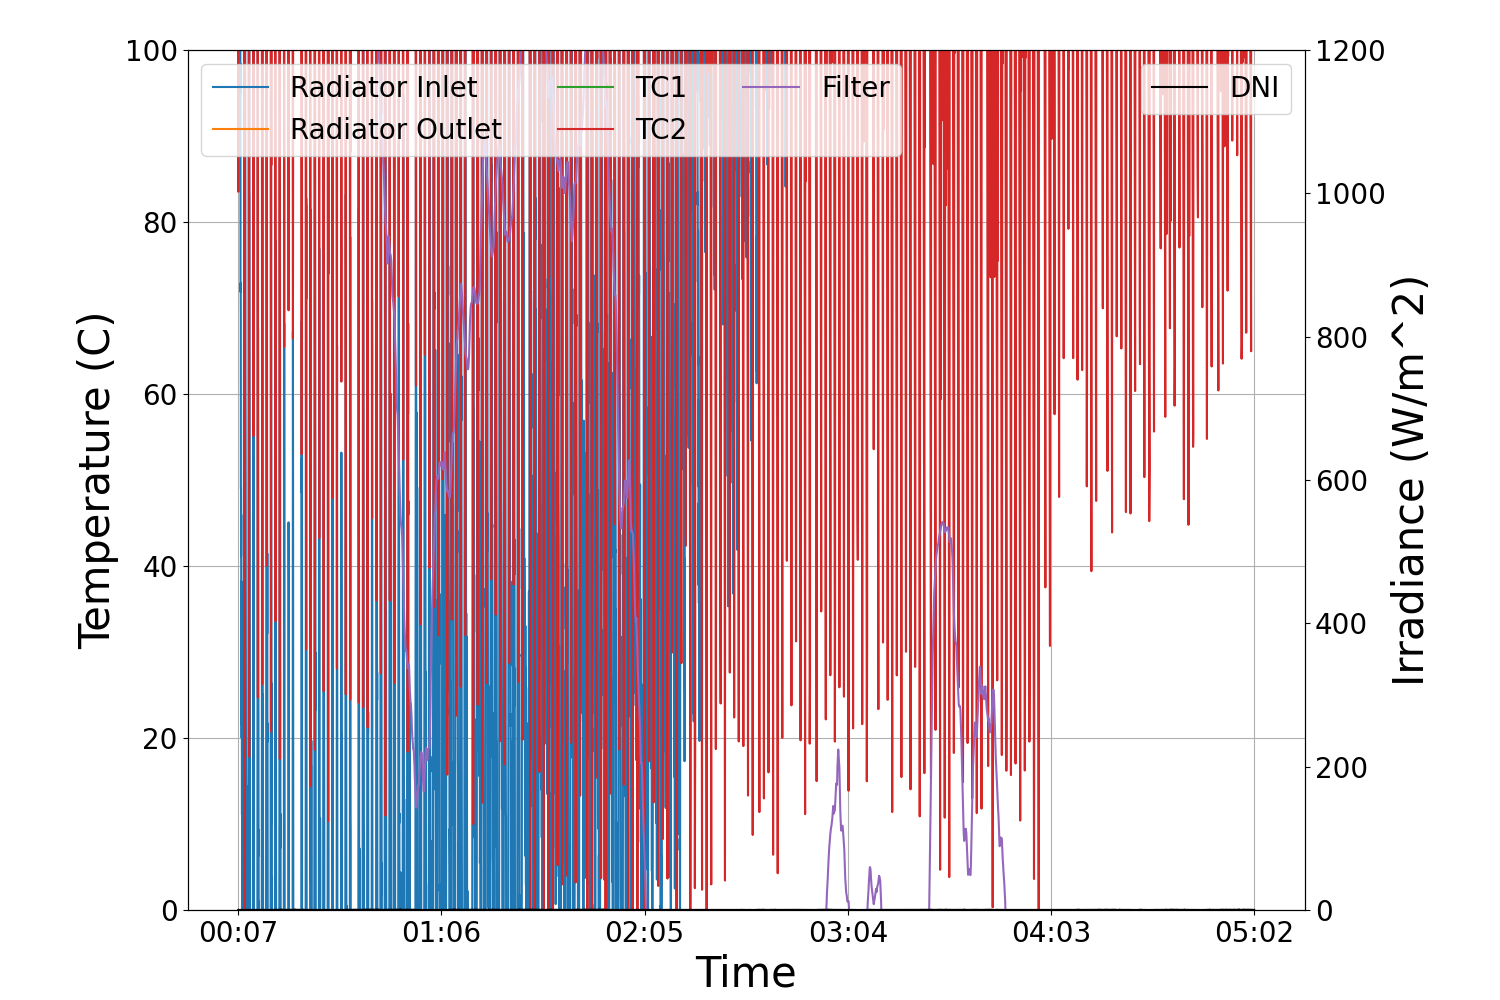 100
80
60
40
20
0
Temperature (C)
Radiator Inlet
Radiator Outlet
TC1
TC2
Filter
DNI
1200
1000
800
600
400
200
0
Irradiance (W/m^2)
00:07
01:06
02:05
03:04
04:03
05:02
Time